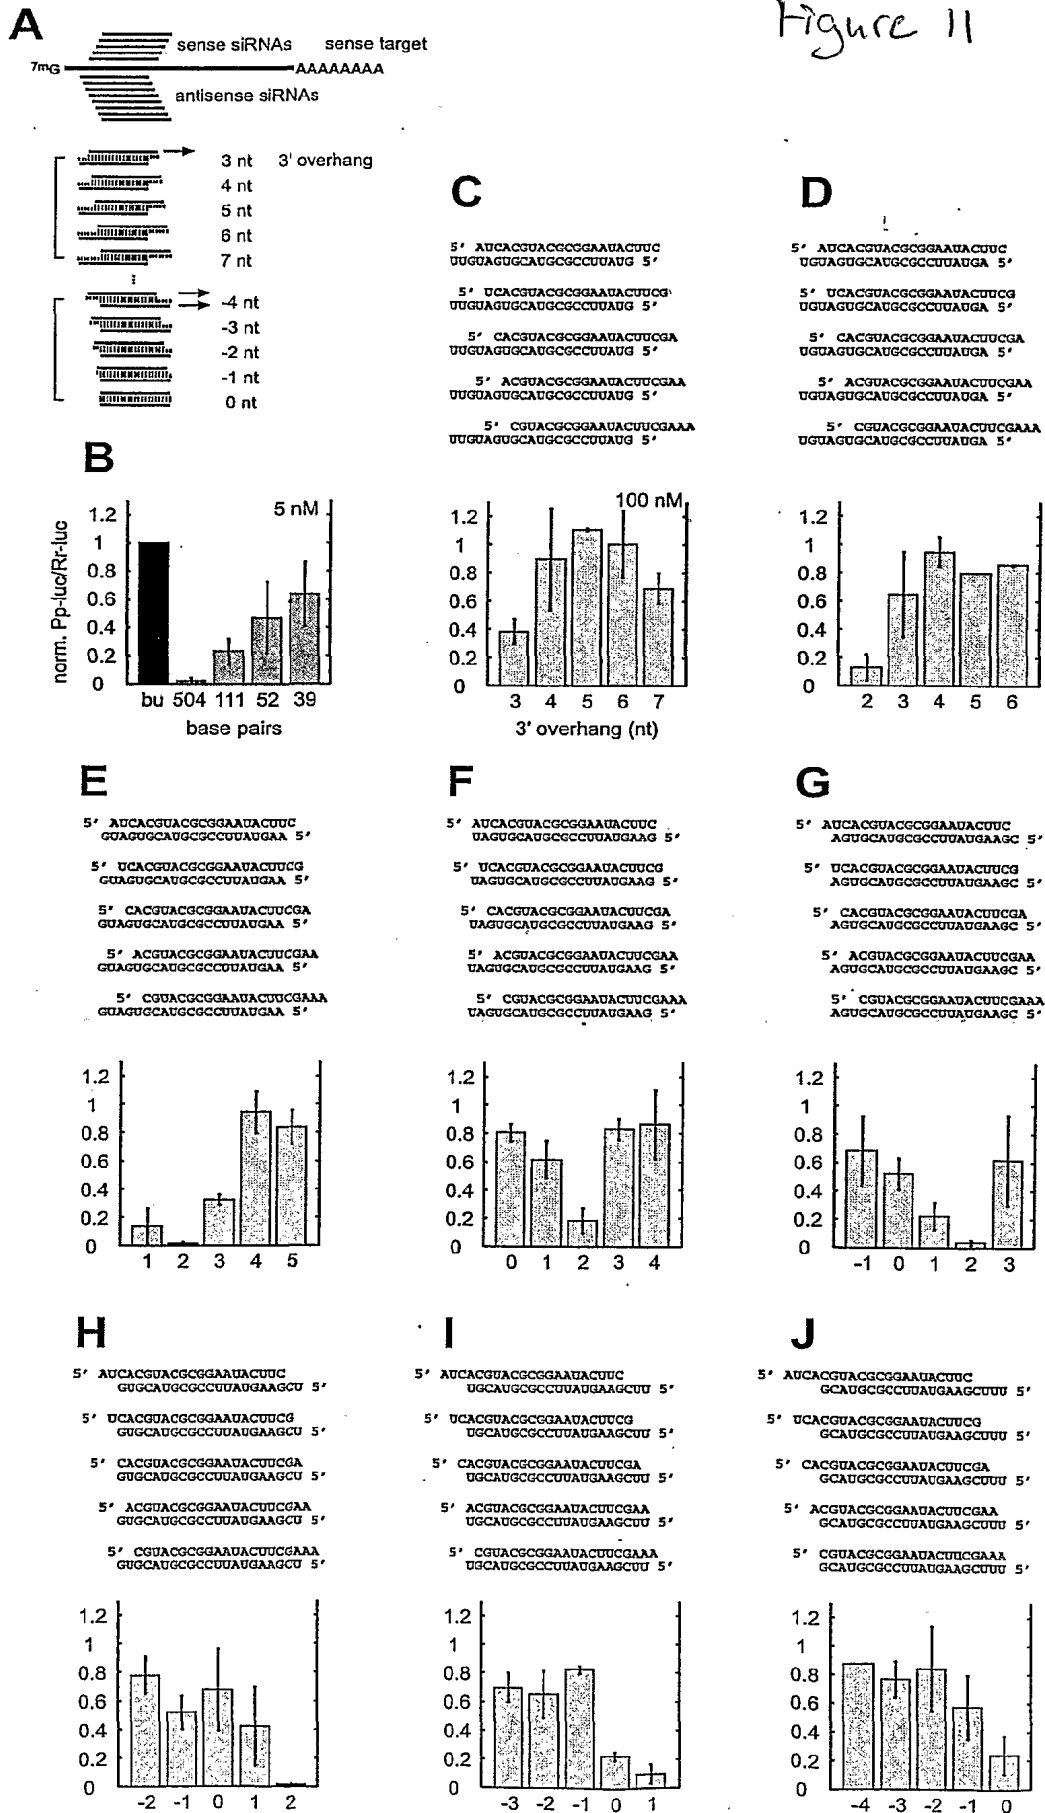 Figure 11
A
sense siRNAs sense target
7mG AAAAAAAA
antisense siRNAs
3 nt 3' overhang
4 nt
5 nt
6 nt
7 nt
-4 nt
-3 nt
-2 nt
-1 nt
0 nt
B
5 nM
norm. Pp-luc/Rr-luc
1.2
1
0.8
0.6
0.4
0.2
0
bu 504 111 52 39
base pairs
C
5' AUCACGUACGCGGAAUACUUC
UUGUAGUGCAUGCGCCUUAUG 5'
5' UCACGUACGCGGAAUACUUCG
UUGUAGUGCAUGCGCCUUAUG 5'
5' CACGUACGCGGAAUACUUCGA
UUGUAGUGCAUGCGCCUUAUG 5'
5' ACGUACGCGGAAUACUUCGAA
UUGUAGUGCAUGCGCCUUAUG 5'
5' CGUACGCGGAAUACUUCGAAA
UUGUAGUGCAUGCGCCUUAUG 5'
100 nM
1.2
1
0.8
0.6
0.4
0.2
0
3 4 5 6 7
3' overhang (nt)
D
5' AUCACGUACGCGGAAUACUUC
UGUAGUGCAUGCGCCUUAUGA 5'
5' UCACGUACGCGGAAUACUUCG
UGUAGUGCAUGCGCCUUAUGA 5'
5' CACGUACGCGGAAUACUUCGA
UGUAGUGCAUGCGCCUUAUGA 5'
5' ACGUACGCGGAAUACUUCGAA
UGUAGUGCAUGCGCCUUAUGA 5'
5' CGUACGCGGAAUACUUCGAAA
UGUAGUGCAUGCGCCUUAUGA 5'
1.2
1
0.8
0.6
0.4
0.2
0
2 3 4 5 6
E
5' AUCACGUACGCGGAAUACUUC
GUAGUGCAUGCGCCUUAUGAA 5'
5' UCACGUACGCGGAAUACUUCG
GUAGUGCAUGCGCCUUAUGAA 5'
5' CACGUACGCGGAAUACUUCGA
GUAGUGCAUGCGCCUUAUGAA 5'
5' ACGUACGCGGAAUACUUCGAA
GUAGUGCAUGCGCCUUAUGAA 5'
5' CGUACGCGGAAUACUUCGAAA
GUAGUGCAUGCGCCUUAUGAA 5'
1.2
1
0.8
0.6
0.4
0.2
0
1 2 3 4 5
F
5' AUCACGUACGCGGAAUACUUC
UAGUGCAUGCGCCUUAUGAAG 5'
5' UCACGUACGCGGAAUACUUCG
UAGUGCAUGCGCCUUAUGAAG 5'
5' CACGUACGCGGAAUACUUCGA
UAGUGCAUGCGCCUUAUGAAG 5'
5' ACGUACGCGGAAUACUUCGAA
UAGUGCAUGCGCCUUAUGAAG 5'
5' CGUACGCGGAAUACUUCGAAA
UAGUGCAUGCGCCUUAUGAAG 5'
1.2
1
0.8
0.6
0.4
0.2
0
0 1 2 3 4
G
5' AUCACGUACGCGGAAUACUUC
AGUGCAUGCGCCUUAUGAAGC 5'
5' UCACGUACGCGGAAUACUUCG
AGUGCAUGCGCCUUAUGAAGC 5'
5' CACGUACGCGGAAUACUUCGA
AGUGCAUGCGCCUUAUGAAGC 5'
5' ACGUACGCGGAAUACUUCGAA
AGUGCAUGCGCCUUAUGAAGC 5'
5' CGUACGCGGAAUACUUCGAAA
AGUGCAUGCGCCUUAUGAAGC 5'
1.2
1
0.8
0.6
0.4
0.2
0
-1 0 1 2 3
H
5' AUCACGUACGCGGAAUACUUC
GUGCAUGCGCCUUAUGAAGCU 5'
5' UCACGUACGCGGAAUACUUCG
GUGCAUGCGCCUUAUGAAGCU 5'
5' CACGUACGCGGAAUACUUCGA
GUGCAUGCGCCUUAUGAAGCU 5'
5' ACGUACGCGGAAUACUUCGAA
GUGCAUGCGCCUUAUGAAGCU 5'
5' CGUACGCGGAAUACUUCGAAA
GUGCAUGCGCCUUAUGAAGCU 5'
1.2
1
0.8
0.6
0.4
0.2
0
-2 -1 0 1 2
I
5' AUCACGUACGCGGAAUACUUC
UGCAUGCGCCUUAUGAAGCUU 5'
5' UCACGUACGCGGAAUACUUCG
UGCAUGCGCCUUAUGAAGCUU 5'
5' CACGUACGCGGAAUACUUCGA
UGCAUGCGCCUUAUGAAGCUU 5'
5' ACGUACGCGGAAUACUUCGAA
UGCAUGCGCCUUAUGAAGCUU 5'
5' CGUACGCGGAAUACUUCGAAA
UGCAUGCGCCUUAUGAAGCUU 5'
1.2
1
0.8
0.6
0.4
0.2
0
-3 -2 -1 0 1
J
5' AUCACGUACGCGGAAUACUUC
GCAUGCGCCUUAUGAAGCUUU 5'
5' UCACGUACGCGGAAUACUUCG
GCAUGCGCCUUAUGAAGCUUU 5'
5' CACGUACGCGGAAUACUUCGA
GCAUGCGCCUUAUGAAGCUUU 5'
5' ACGUACGCGGAAUACUUCGAA
GCAUGCGCCUUAUGAAGCUUU 5'
5' CGUACGCGGAAUACUUCGAAA
GCAUGCGCCUUAUGAAGCUUU 5'
1.2
1
0.8
0.6
0.4
0.2
0
-4 -3 -2 -1 0